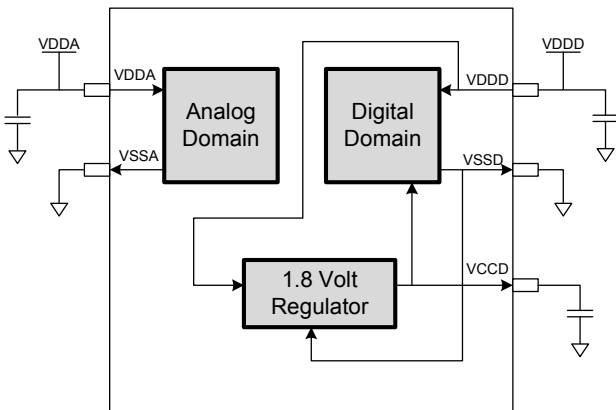 VDDA
VDDD
VDDA
Analog
Domain
Digital
Domain
VDDD
VSSA
VSSD
1.8 Volt
Regulator
VCCD